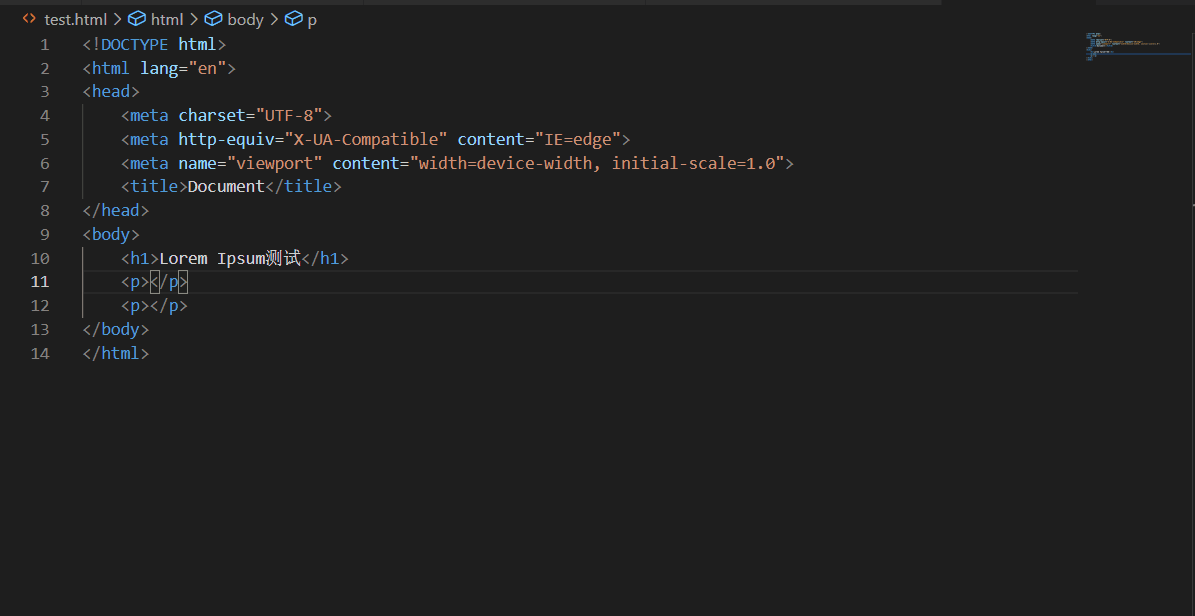 test.html > html > body > p
1 <!DOCTYPE html>
2 <html lang="en">
3 <head>
4     <meta charset="UTF-8">
5     <meta http-equiv="X-UA-Compatible" content="IE=edge">
6     <meta name="viewport" content="width=device-width, initial-scale=1.0">
7     <title>Document</title>
8 </head>
9 <body>
10     <h1>Lorem Ipsum测试</h1>
11     <p></p>
12     <p></p>
13 </body>
14 </html>